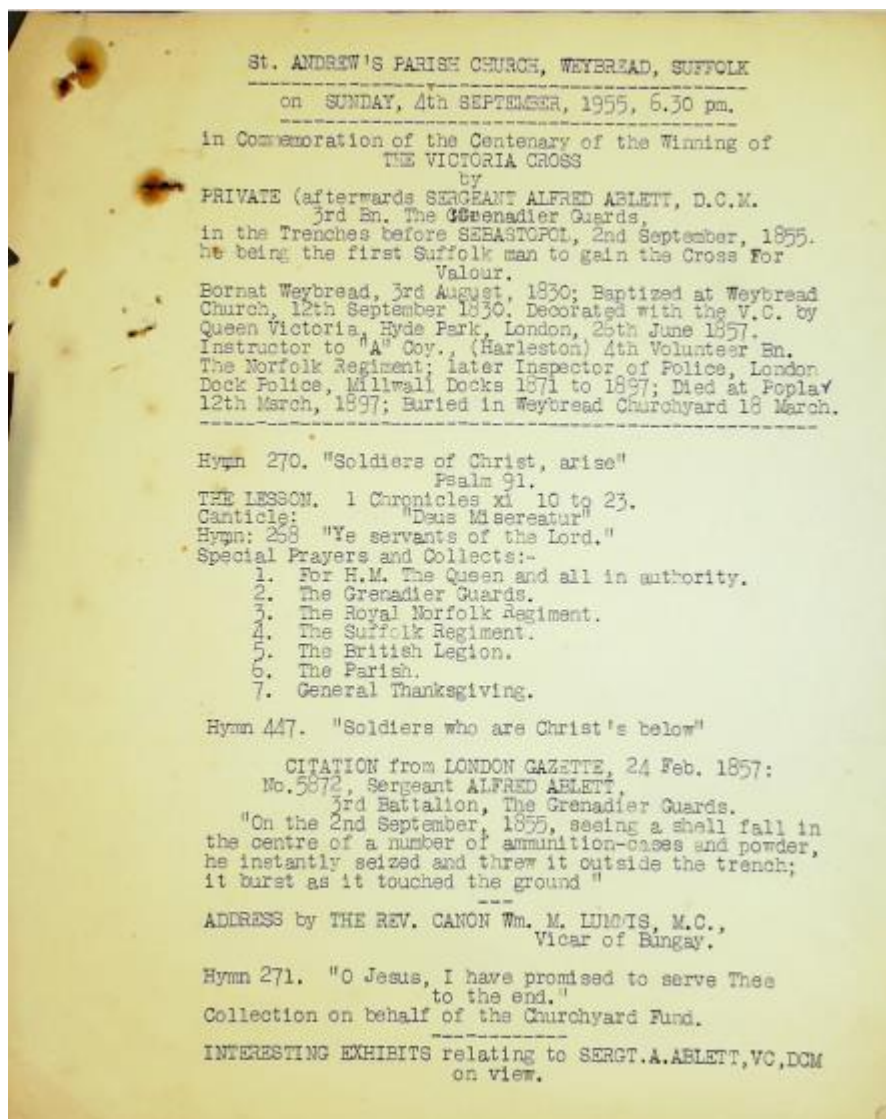 St. ANDREW'S PARISH CHURCH, WEYBREAD, SUFFOLK
on SUNDAY, 4th SEPTEMBER, 1955, 6.30 pm.
in Commemoration of the Centenary of the Winning of
THE VICTORIA CROSS
by
PRIVATE (afterwards SERGEANT ALFRED ABLETT, D.C.M.
3rd Bn. The Grenadier Guards,
in the Trenches before SEBASTOPOL, 2nd September, 1855.
he being the first Suffolk man to gain the Cross For
Valour.
Bornat Weybread, 3rd August, 1830; Baptized at Weybread
Church, 12th September 1830. Decorated with the V.C. by
Queen Victoria, Hyde Park, London, 26th June 1857.
Instructor to "A" Coy., (Harleston) 4th Volunteer Bn.
The Norfolk Regiment; later Inspector of Police, London
Dock Police, Millwall Docks 1871 to 1897; Died at Poplar
12th March, 1897; Buried in Weybread Churchyard 18 March.
Hymn 270. "Soldiers of Christ, arise"
Psalm 91.
THE LESSON. 1 Chronicles xi 10 to 23.
Canticle: "Deus Misereatur"
Hymn: 268 "Ye servants of the Lord."
Special Prayers and Collects:-
1. For H.M. The Queen and all in authority.
2. The Grenadier Guards.
3. The Royal Norfolk Regiment.
4. The Suffolk Regiment.
5. The British Legion.
6. The Parish.
7. General Thanksgiving.
Hymn 447. "Soldiers who are Christ's below"
CITATION from LONDON GAZETTE, 24 Feb. 1857:
No.5872, Sergeant ALFRED ABLETT,
3rd Battalion, The Grenadier Guards.
"On the 2nd September, 1855, seeing a shell fall in
the centre of a number of ammunition-cases and powder,
he instantly seized and threw it outside the trench;
it burst as it touched the ground "
ADDRESS by THE REV. CANON Wm. M. LUMMIS, M.C.,
Vicar of Bungay.
Hymn 271. "O Jesus, I have promised to serve Thee
to the end."
Collection on behalf of the Churchyard Fund.
INTERESTING EXHIBITS relating to SERGT.A.ABLETT,VC,DCM
on view.